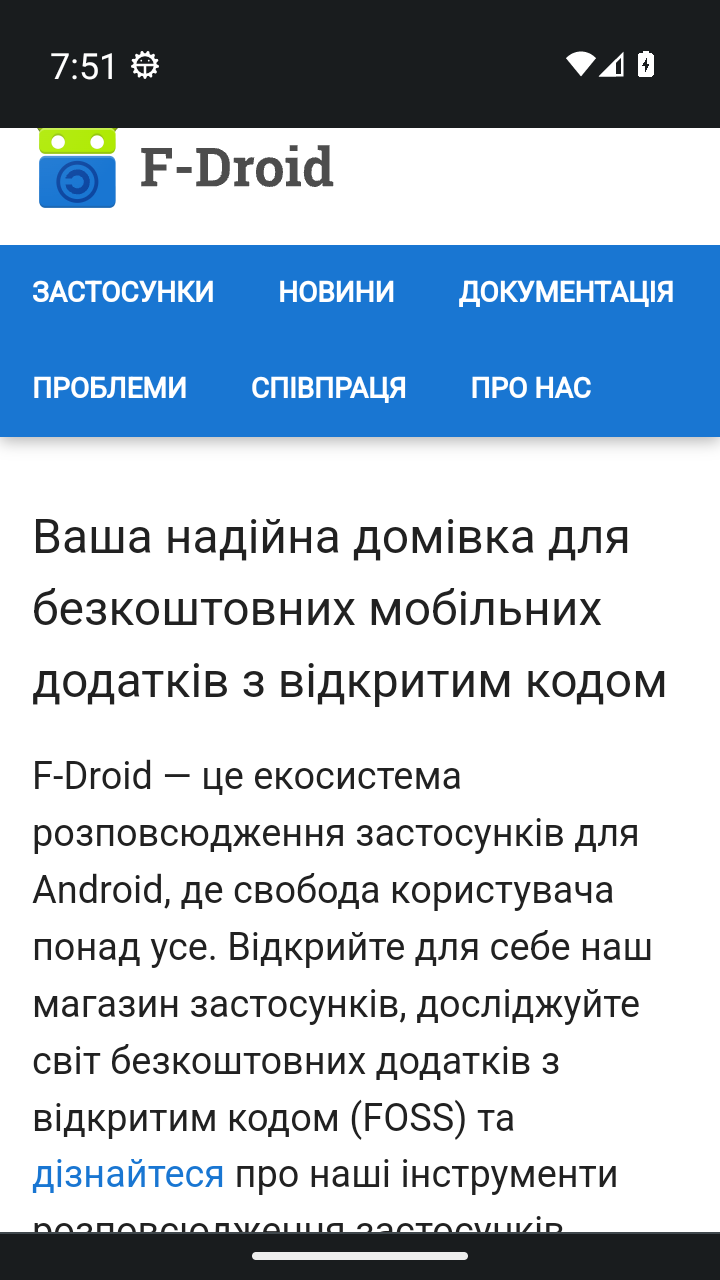 7:51
F-Droid
ЗАСТОСУНКИ НОВИНИ ДОКУМЕНТАЦІЯ
ПРОБЛЕМИ СПІВПРАЦЯ ПРО НАС
Ваша надійна домівка для
безкоштовних мобільних
додатків з відкритим кодом
F-Droid — це екосистема
розповсюдження застосунків для
Android, де свобода користувача
понад усе. Відкрийте для себе наш
магазин застосунків, досліджуйте
світ безкоштовних додатків з
відкритим кодом (FOSS) та
дізнайтеся про наші інструменти
розповсюдження застосунків